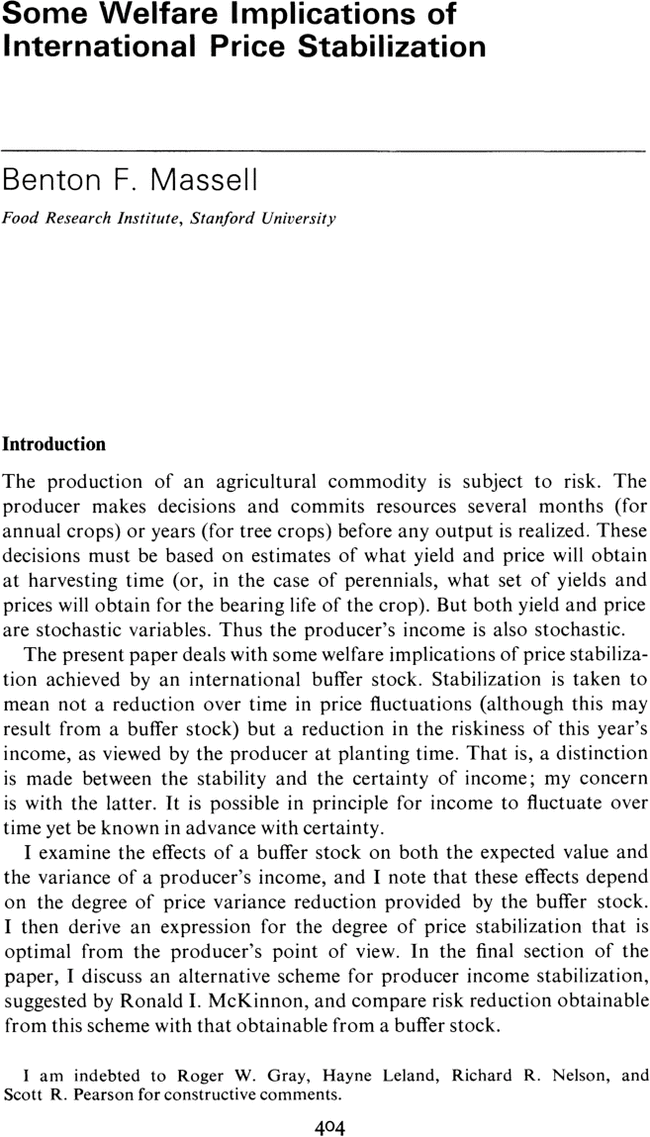 Some Welfare Implications of
International Price Stabilization
Benton F. Massell
Food Research Institute, Stanford University
Introduction
The production of an agricultural commodity is subject to risk. The
producer makes decisions and commits resources several months (for
annual crops) or years (for tree crops) before any output is realized. These
decisions must be based on estimates of what yield and price will obtain
at harvesting time (or, in the case of perennials, what set of yields and
prices will obtain for the bearing life of the crop). But both yield and price
are stochastic variables. Thus the producer's income is also stochastic.
The present paper deals with some welfare implications of price stabiliza-
tion achieved by an international buffer stock. Stabilization is taken to
mean not a reduction over time in price fluctuations (although this may
result from a buffer stock) but a reduction in the riskiness of this year's
income, as viewed by the producer at planting time. That is, a distinction
is made between the stability and the certainty of income; my concern
is with the latter. It is possible in principle for income to fluctuate over
time yet be known in advance with certainty.
I examine the effects of a buffer stock on both the expected value and
the variance of a producer's income, and I note that these effects depend
on the degree of price variance reduction provided by the buffer stock.
I then derive an expression for the degree of price stabilization that is
optimal from the producer's point of view. In the final section of the
paper, I discuss an alternative scheme for producer income stabilization,
suggested by Ronald I. McKinnon, and compare risk reduction obtainable
from this scheme with that obtainable from a buffer stock.
I am indebted to Roger W. Gray, Hayne Leland, Richard R. Nelson, and
Scott R. Pearson for constructive comments.
404